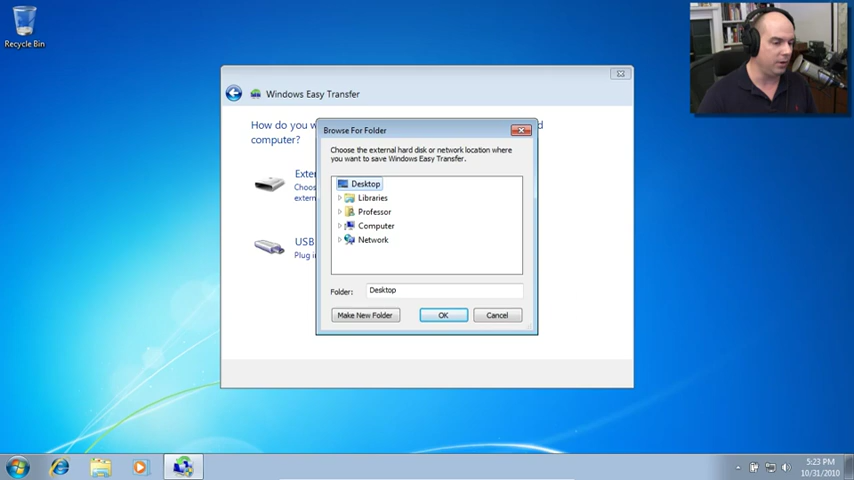 Recycle Bin
Windows Easy Transfer
How do you w
d
computer?
Exter
Choos
extern
USB
Plug i
Browse For Folder
Choose the external hard disk or network location where
you want to save Windows Easy Transfer.
Desktop
Libraries
Professor
Computer
Network
Folder: Desktop
Make New Folder OK Cancel
5:23 PM
10/31/2010